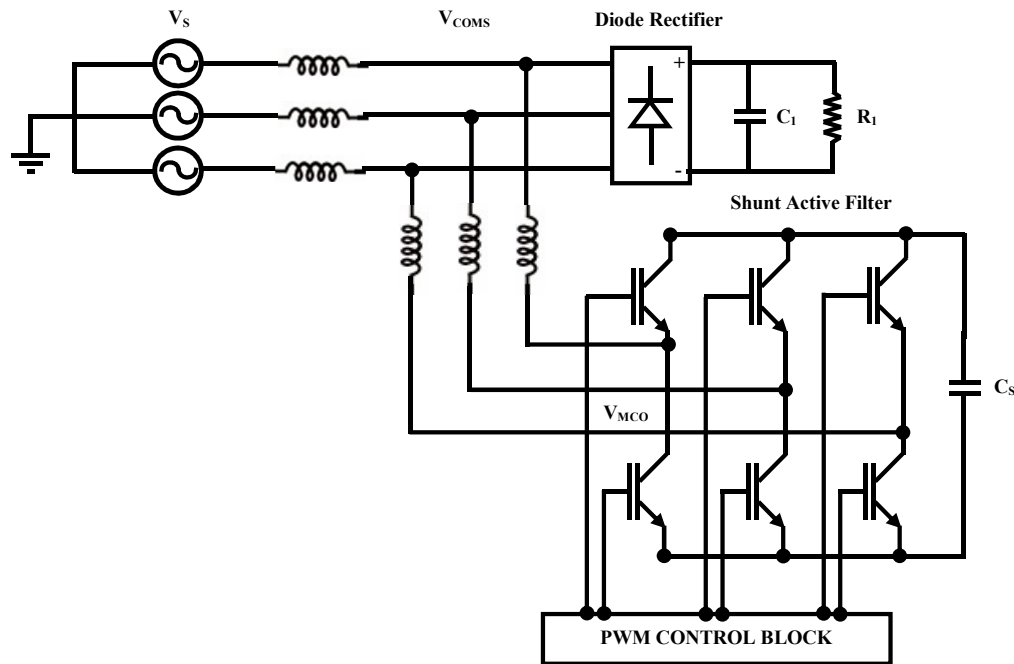 V_S
V_COMS
Diode Rectifier
+
C_1
R_1
-
Shunt Active Filter
C_S
V_MCO
PWM CONTROL BLOCK